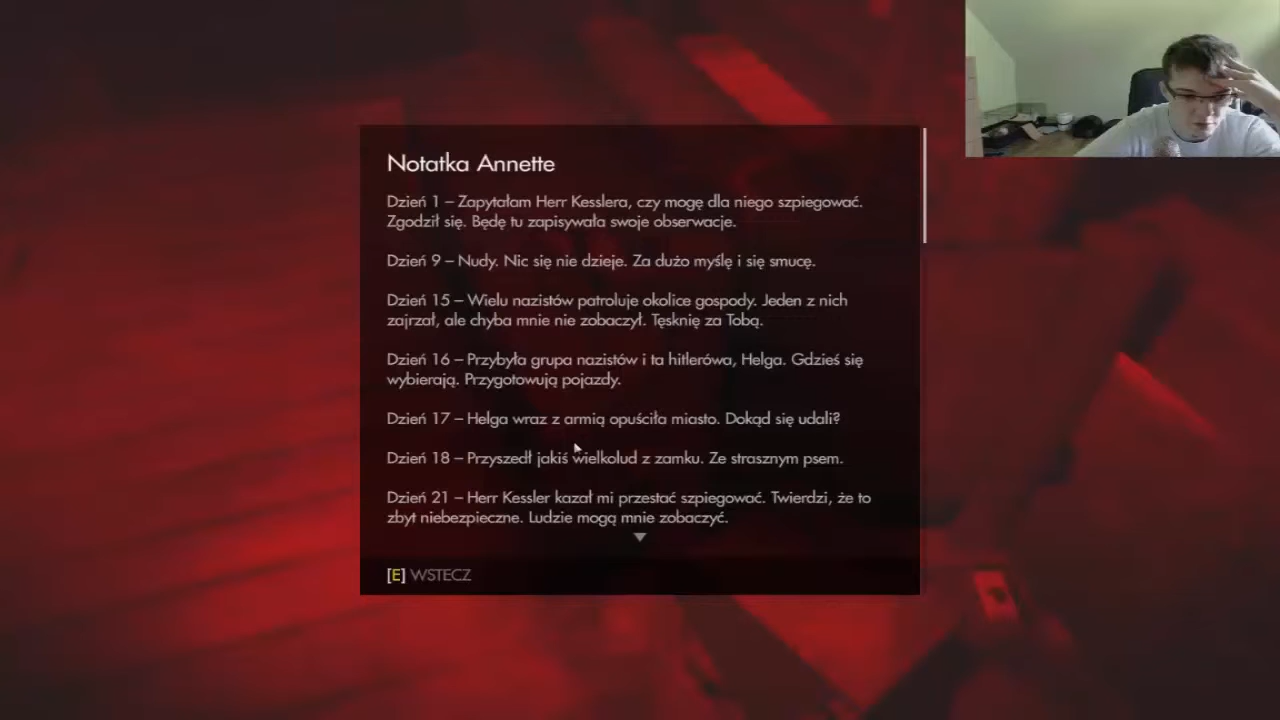 Notatka Annette
Dzień 1 – Zapytałam Herr Kesslera, czy mogę dla niego szpiegować.
Zgodził się. Będę tu zapisywała swoje obserwacje.
Dzień 9 – Nudy. Nic się nie dzieje. Za dużo myślę i się smucę.
Dzień 15 – Wielu nazistów patroluje okolice gospody. Jeden z nich
zajrzał, ale chyba mnie nie zobaczył. Tęsknię za Tobą.
Dzień 16 – Przybyła grupa nazistów i ta hitlerówa, Helga. Gdzieś się
wybierają. Przygotowują pojazdy.
Dzień 17 – Helga wraz z armią opuściła miasto. Dokąd się udali?
Dzień 18 – Przyszedł jakiś wielkolud z zamku. Ze strasznym psem.
Dzień 21 – Herr Kessler kazał mi przestać szpiegować. Twierdzi, że to
zbyt niebezpieczne. Ludzie mogą mnie zobaczyć.
[E] WSTECZ